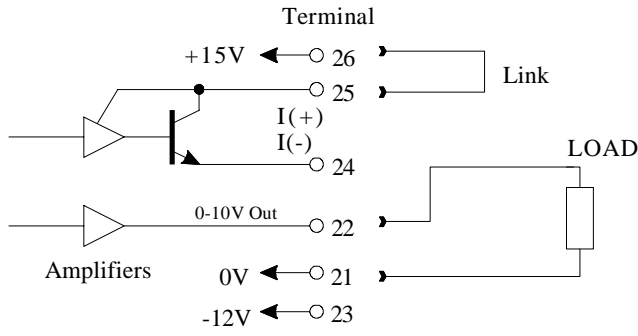 Terminal
+15V 26
25
Link
I(+)
I(-)
24
LOAD
0-10V Out
22
Amplifiers
0V 21
-12V 23